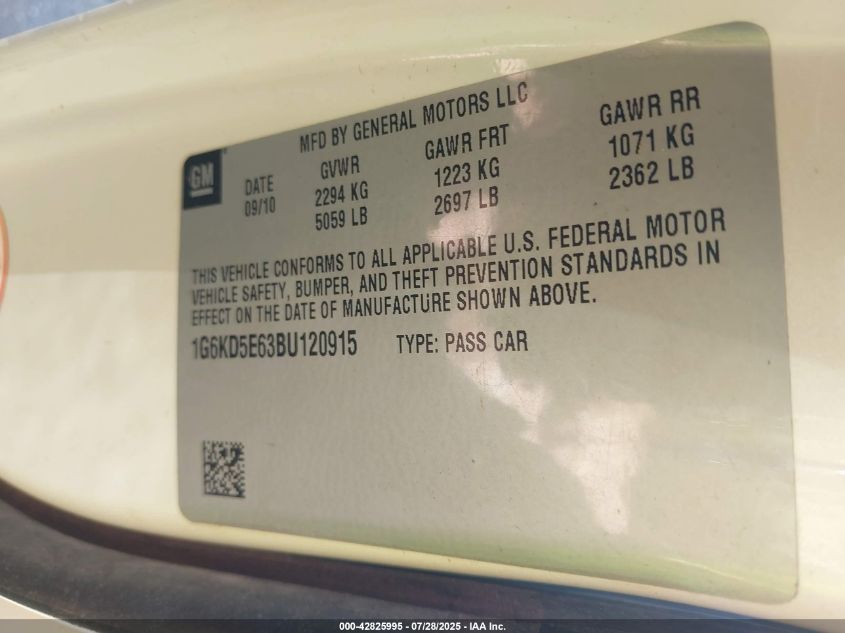 MFD BY GENERAL MOTORS LLC
GM
DATE
09/10
GVWR
2294 KG
5059 LB
GAWR FRT
1223 KG
2697 LB
GAWR RR
1071 KG
2362 LB
THIS VEHICLE CONFORMS TO ALL APPLICABLE U.S. FEDERAL MOTOR
VEHICLE SAFETY, BUMPER, AND THEFT PREVENTION STANDARDS IN
EFFECT ON THE DATE OF MANUFACTURE SHOWN ABOVE.
1G6KD5E63BU120915 TYPE: PASS CAR
000-42825995 - 07/28/2025 - IAA Inc.